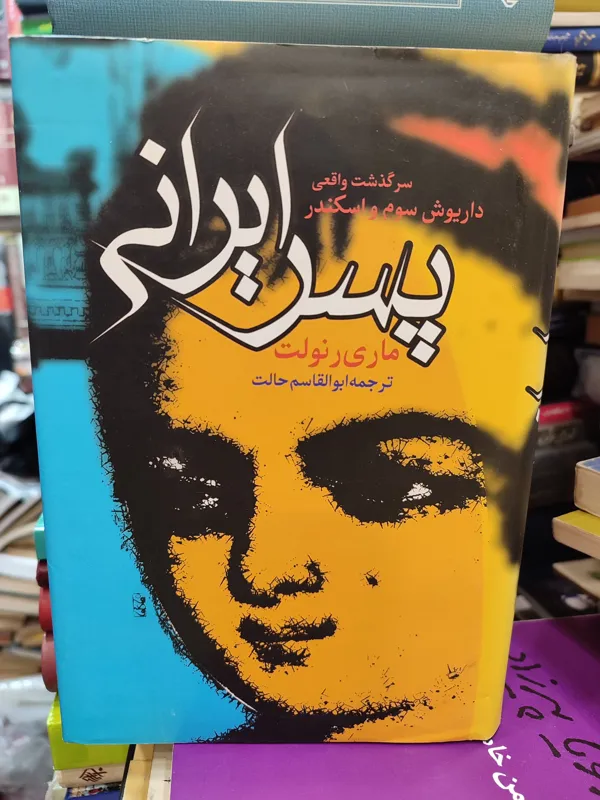 سرگذشت واقعی
داریوش سوم و اسکندر
پسر ایرانی
ماری رنولت
ترجمه ابوالقاسم حالت